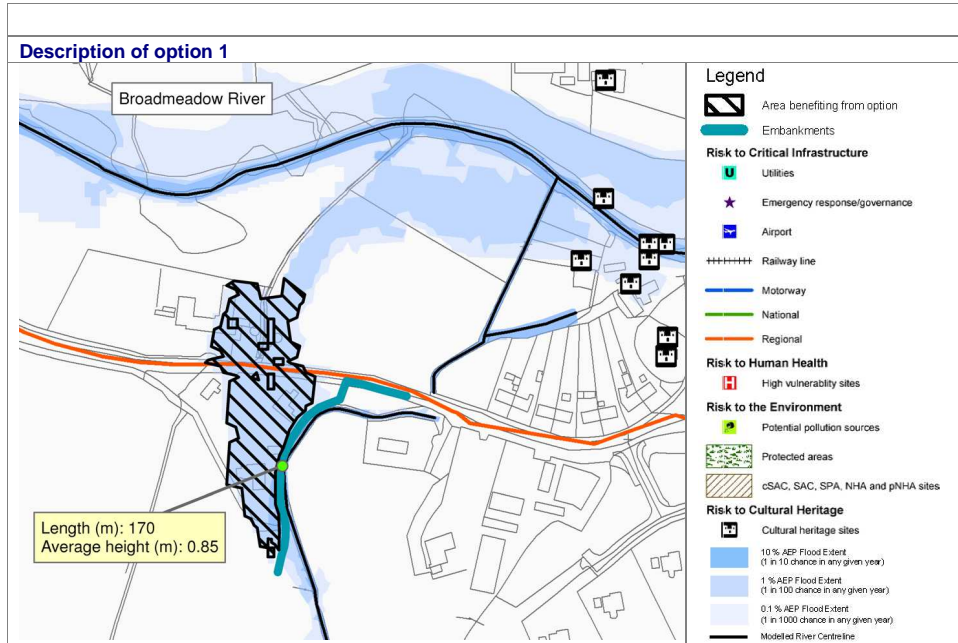 Description of option 1
Broadmeadow River
Length (m): 170
Average height (m): 0.85
Legend
Area benefiting from option
Embankments
Risk to Critical Infrastructure
U
Utilities
Emergency response/governance
Airport
Railway line
Motorway
National
Regional
Risk to Human Health
H
High vulnerablity sites
Risk to the Environment
Potential pollution sources
Protected areas
cSAC, SAC, SPA, NHA and pNHA sites
Risk to Cultural Heritage
Cultural heritage sites
10 % AEP Flood Extent
(1 in 10 chance in any given year)
1 % AEP Flood Extent
(1 in 100 chance in any given year)
0.1 % AEP Flood Extent
(1 in 1000 chance in any given year)
Modelled River Centreline